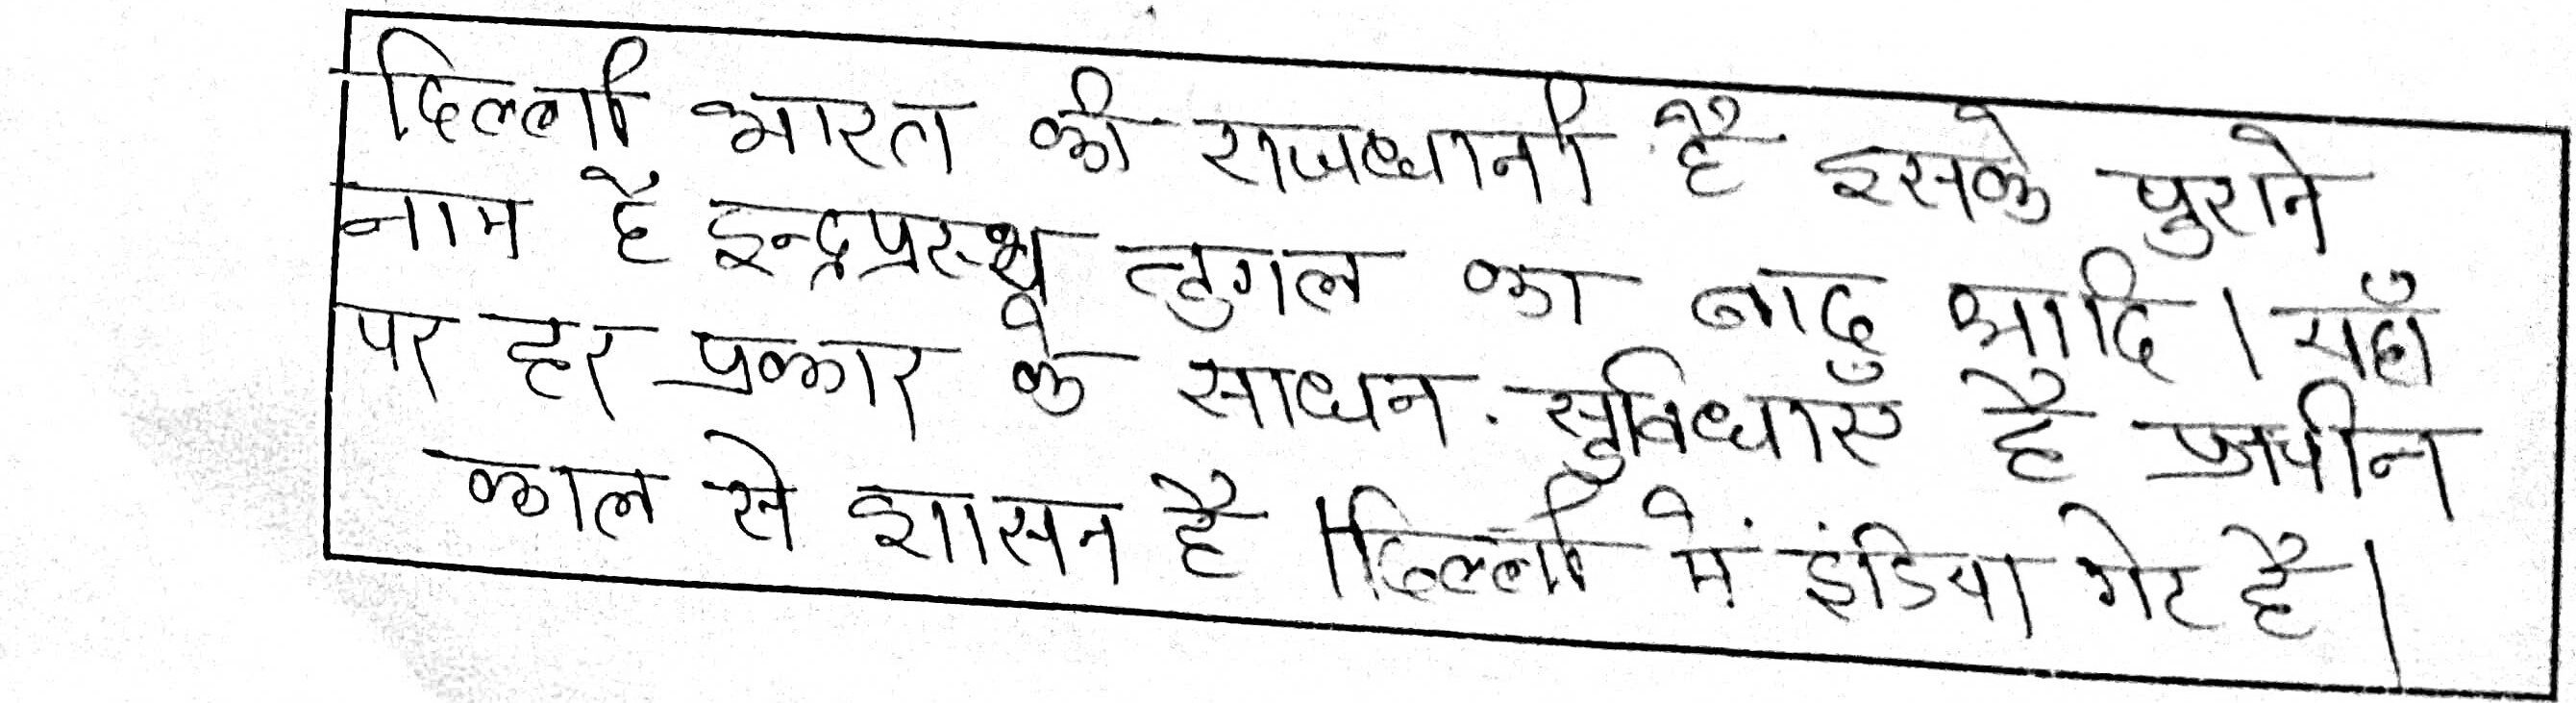 दिल्ली भारत की राजधानी है इसके पुराने
नाम है इन्द्रप्रस्थ तुगल का बाद आदि । यहाँ
पर हर प्रकार के साधन सुविधाएँ है प्राचीन
काल से शासन है । दिल्ली में इंडिया गेट है ।